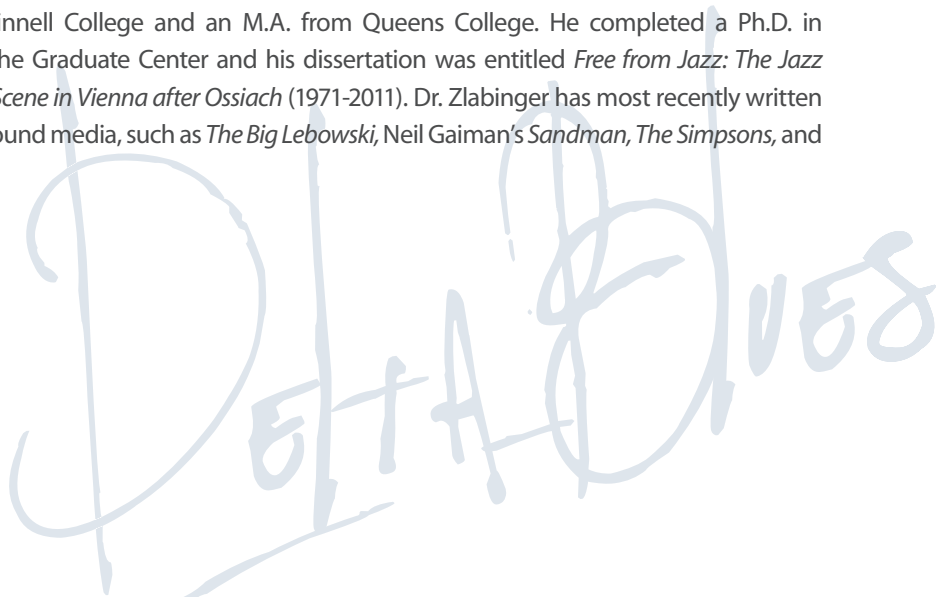 innell College and an M.A. from Queens College. He completed a Ph.D. in
he Graduate Center and his dissertation was entitled Free from Jazz: The Jazz
Scene in Vienna after Ossiach (1971-2011). Dr. Zlabinger has most recently written
ound media, such as The Big Lebowski, Neil Gaiman’s Sandman, The Simpsons, and
DELTA BLUES